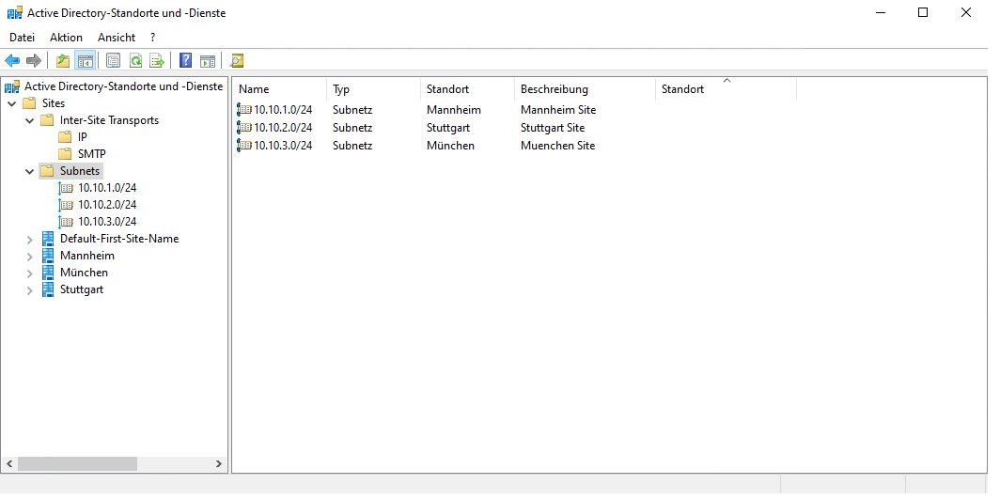 Active Directory-Standorte und -Dienste
Datei Aktion Ansicht ?
Active Directory-Standorte und -Dienste
Sites
Inter-Site Transports
IP
SMTP
Subnets
10.10.1.0/24
10.10.2.0/24
10.10.3.0/24
Default-First-Site-Name
Mannheim
München
Stuttgart
Name Typ Standort Beschreibung Standort
10.10.1.0/24 Subnetz Mannheim Mannheim Site
10.10.2.0/24 Subnetz Stuttgart Stuttgart Site
10.10.3.0/24 Subnetz München Muenchen Site